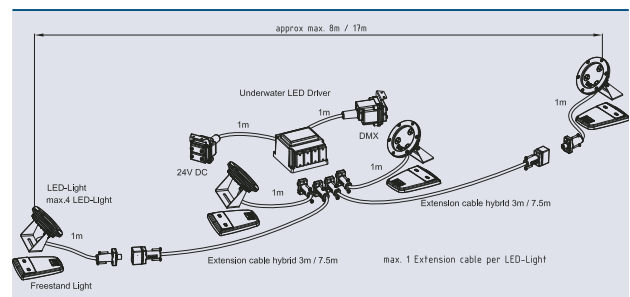 approx max. 8m / 17m
Underwater LED Driver
1m
1m
1m
DMX
24V DC
1m
1m
LED-Light
max.4 LED-Light
1m
Extension cable hybrid 3m / 7.5m
Extension cable hybrid 3m / 7.5m
max. 1 Extension cable per LED-Light
Freestand Light